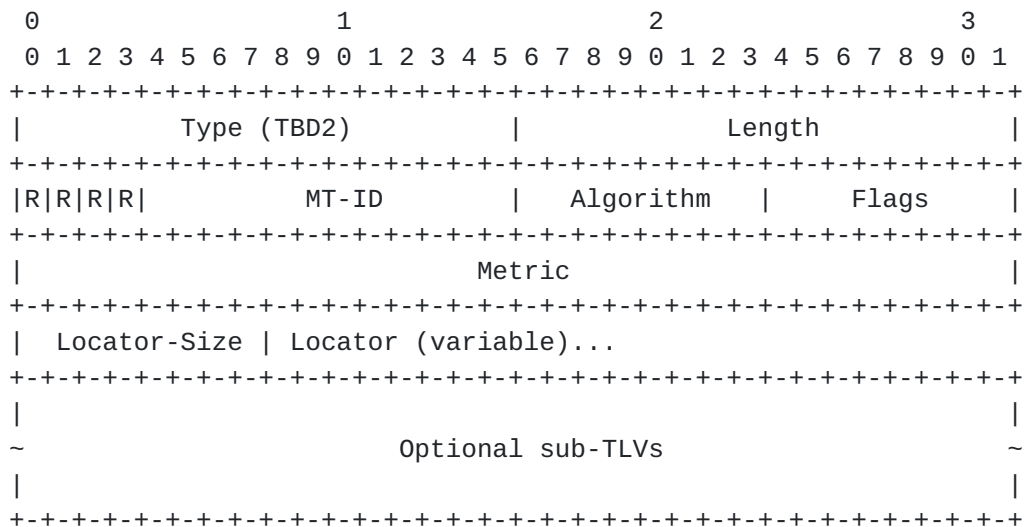 0                   1                   2                   3
 0 1 2 3 4 5 6 7 8 9 0 1 2 3 4 5 6 7 8 9 0 1 2 3 4 5 6 7 8 9 0 1
+-+-+-+-+-+-+-+-+-+-+-+-+-+-+-+-+-+-+-+-+-+-+-+-+-+-+-+-+-+-+-+-+
|          Type (TBD2)          |             Length            |
+-+-+-+-+-+-+-+-+-+-+-+-+-+-+-+-+-+-+-+-+-+-+-+-+-+-+-+-+-+-+-+-+
|R|R|R|R|          MT-ID        |   Algorithm   |     Flags     |
+-+-+-+-+-+-+-+-+-+-+-+-+-+-+-+-+-+-+-+-+-+-+-+-+-+-+-+-+-+-+-+-+
|                             Metric                            |
+-+-+-+-+-+-+-+-+-+-+-+-+-+-+-+-+-+-+-+-+-+-+-+-+-+-+-+-+-+-+-+-+
|  Locator-Size | Locator (variable)...
+-+-+-+-+-+-+-+-+-+-+-+-+-+-+-+-+-+-+-+-+-+-+-+-+-+-+-+-+-+-+-+-+
|                                                               |
~                        Optional sub-TLVs                      ~
|                                                               |
+-+-+-+-+-+-+-+-+-+-+-+-+-+-+-+-+-+-+-+-+-+-+-+-+-+-+-+-+-+-+-+-+